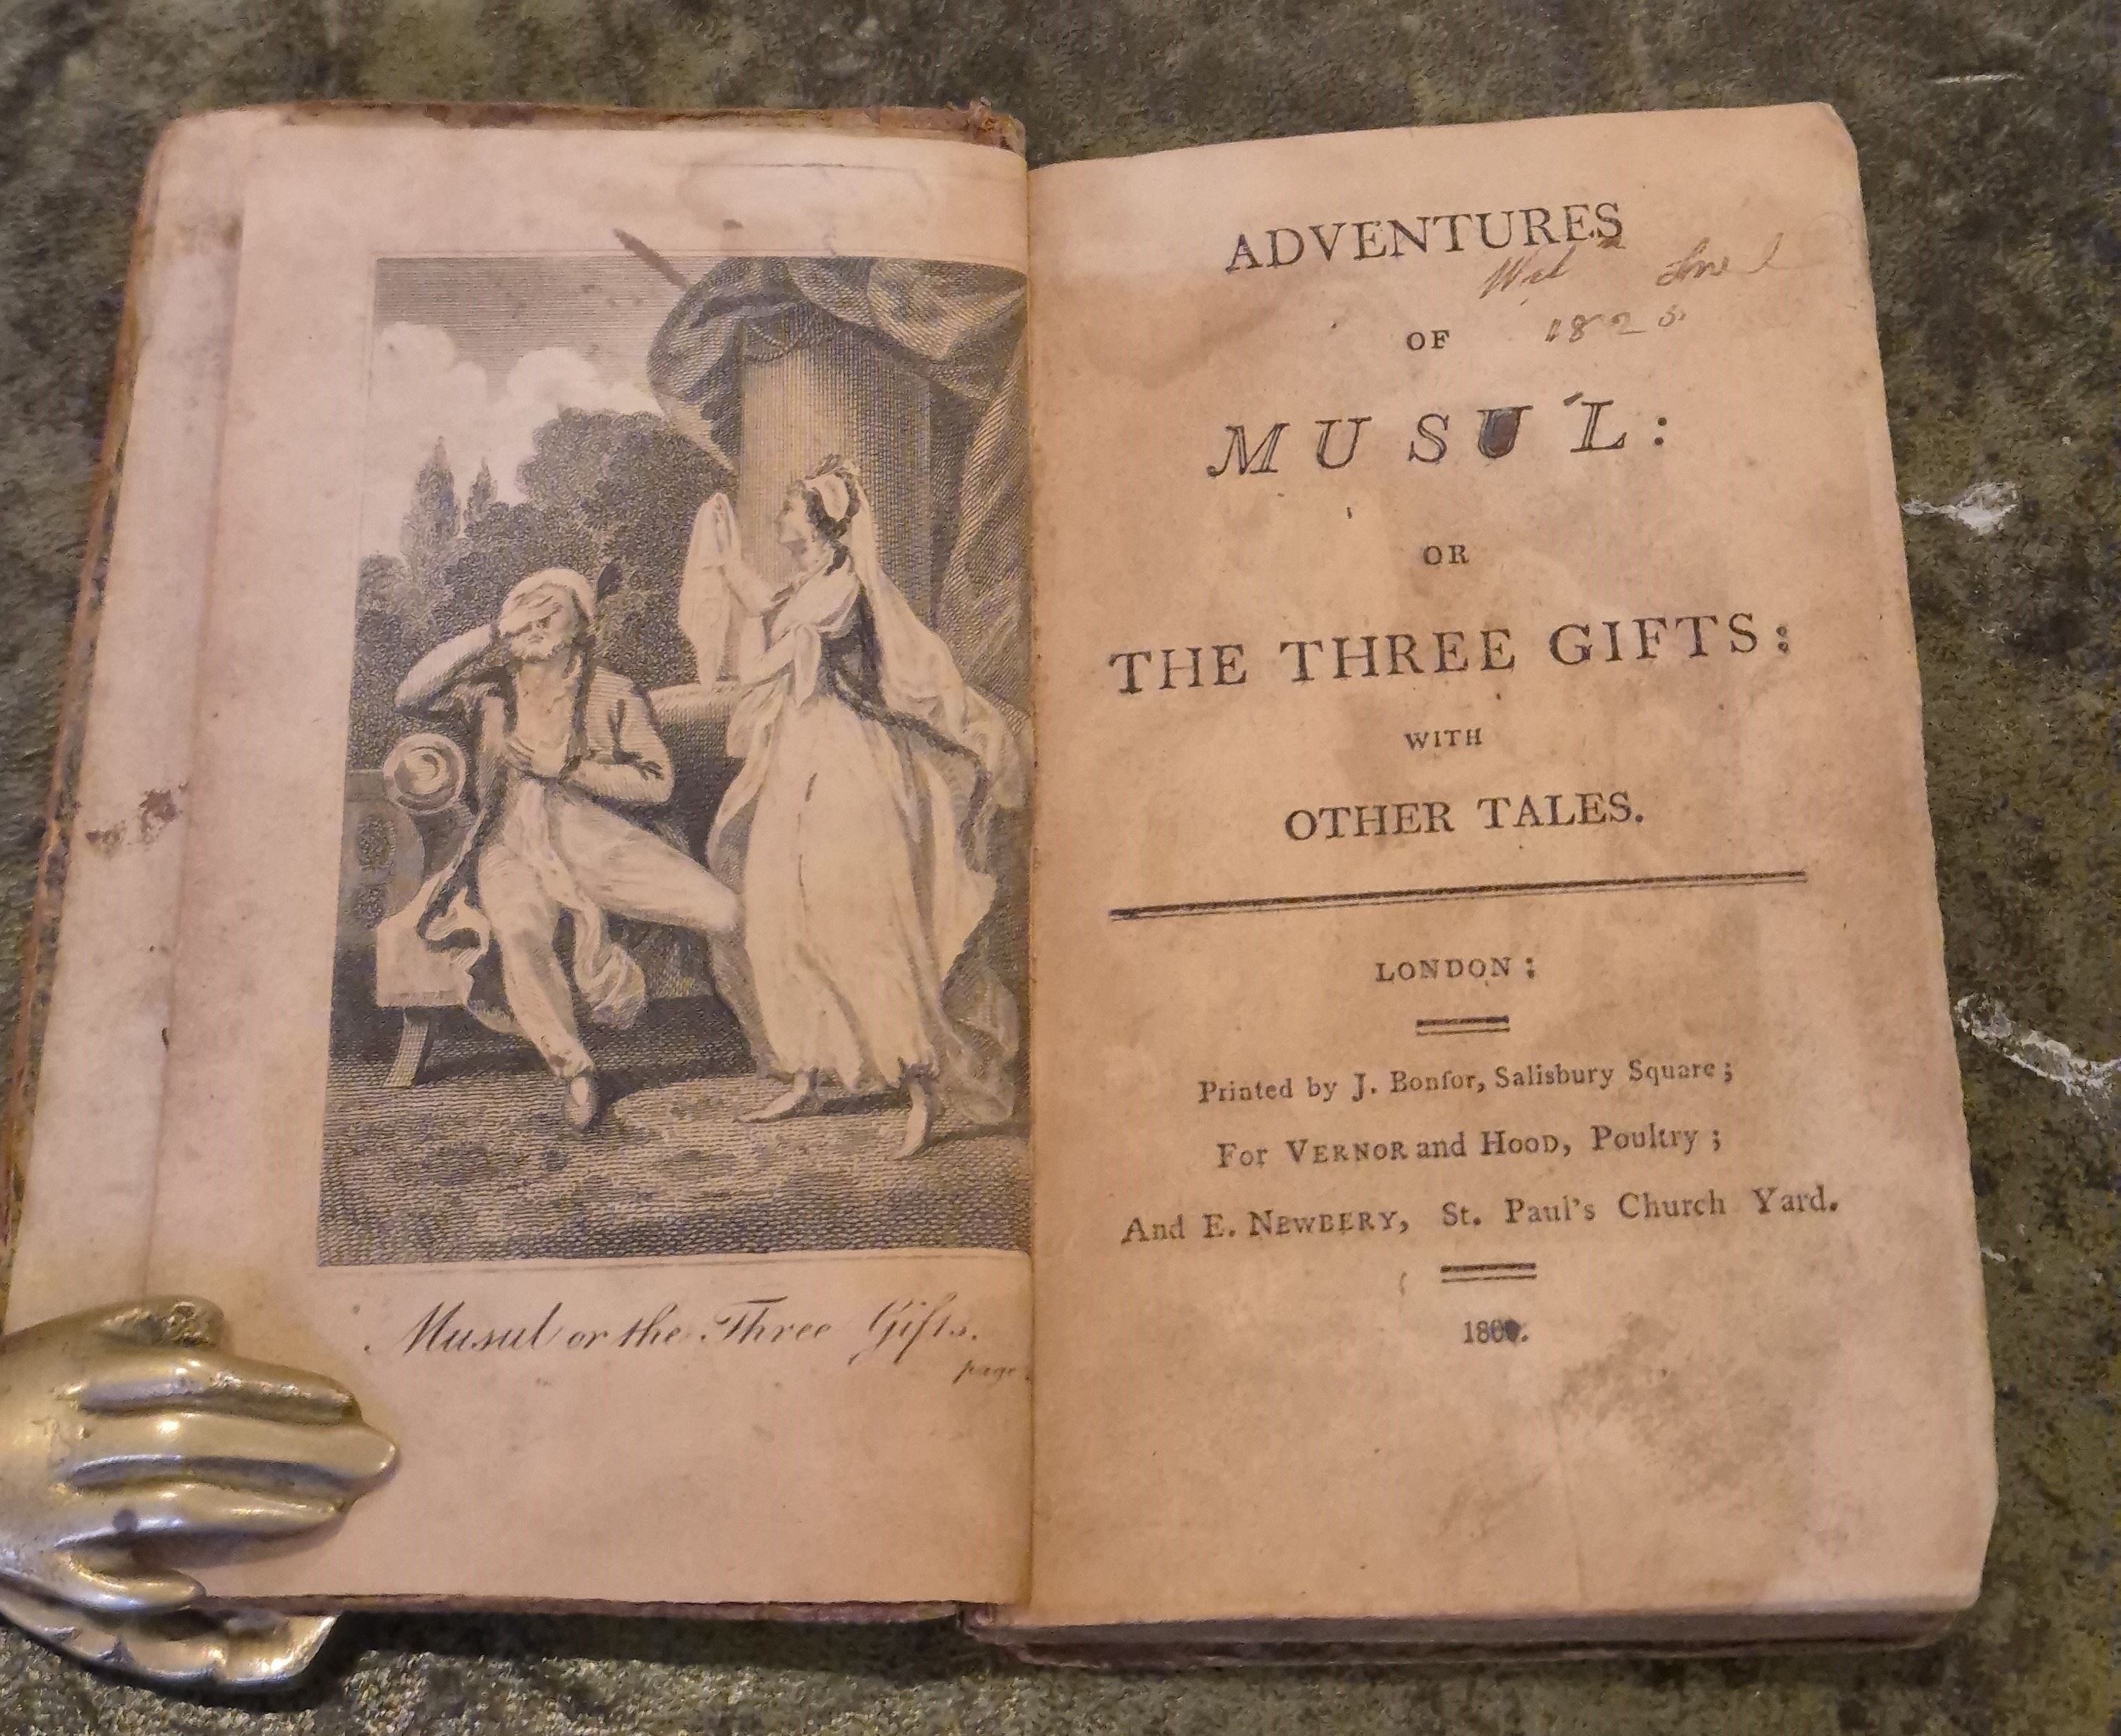 Musul or the Three Gifts.
page
ADVENTURES
OF
1825.
MUSUL:
OR
THE THREE GIFTS:
WITH
OTHER TALES.
LONDON:
Printed by J. Bonsor, Salisbury Square;
For VERNOR and HOOD, Poultry;
And E. NEWBERY, St. Paul's Church Yard.
1800.